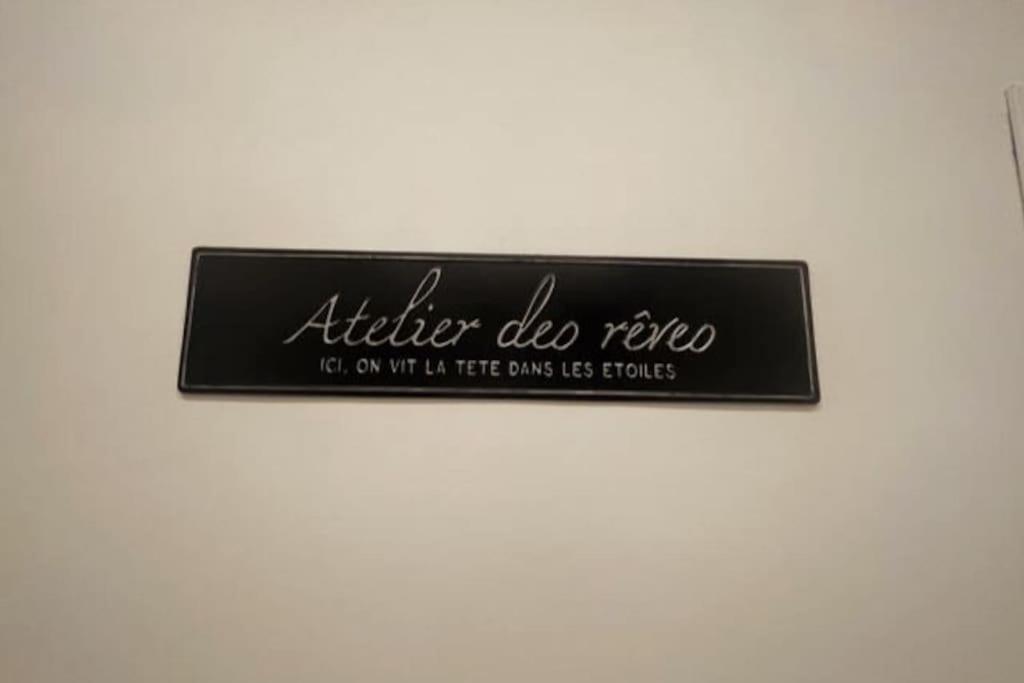 Atelier des rêves
ICI, ON VIT LA TETE DANS LES ETOILES